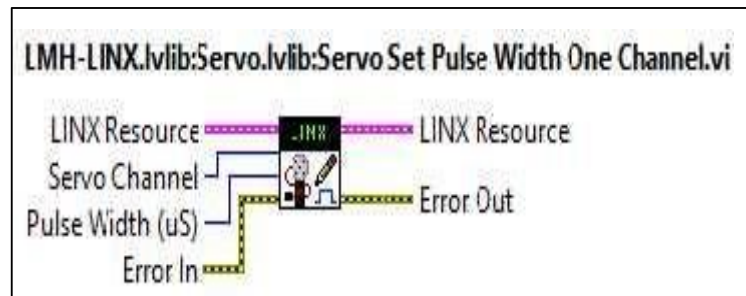 LMH-LINX.lvlib:Servo.lvlib:Servo Set Pulse Width One Channel.vi
LINX Resource
LINX
LINX Resource
Servo Channel
Pulse Width (uS)
Error Out
Error In